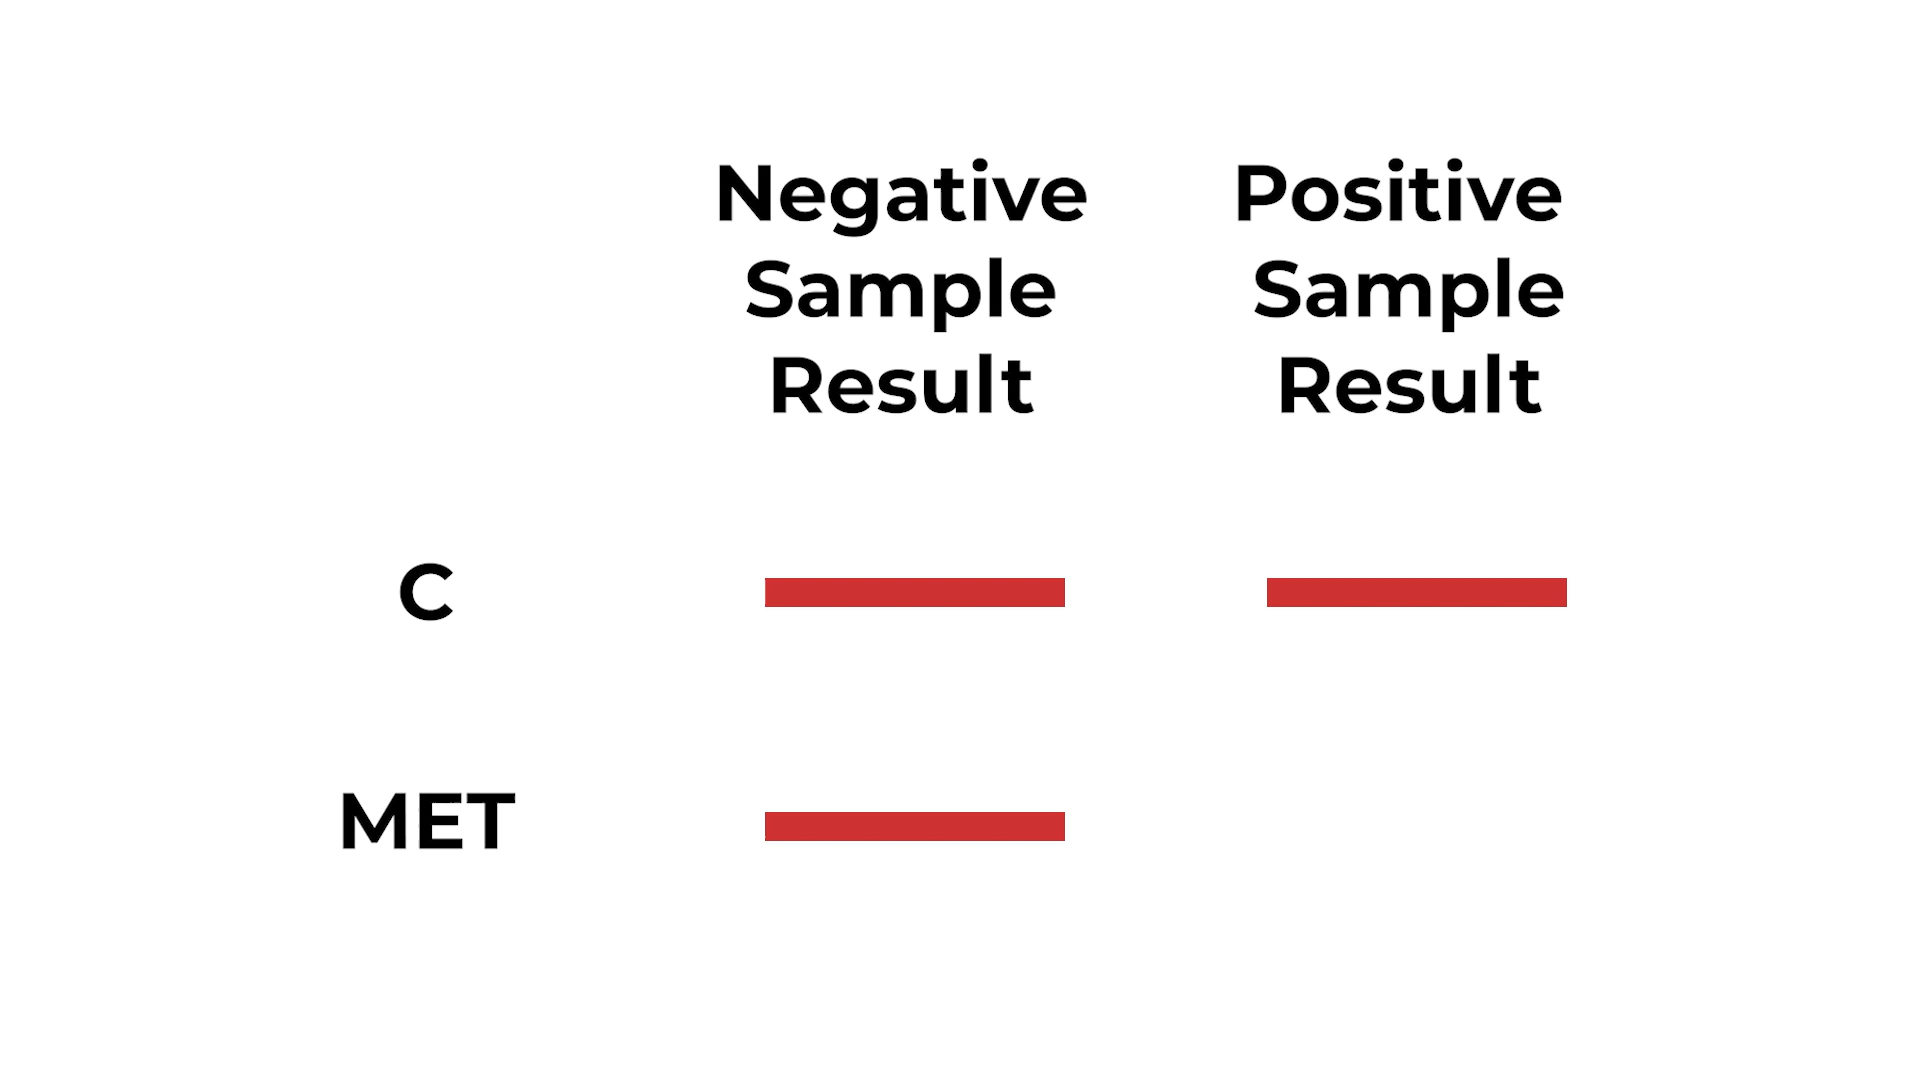 Negative
Sample
Result
Positive
Sample
Result
C
MET